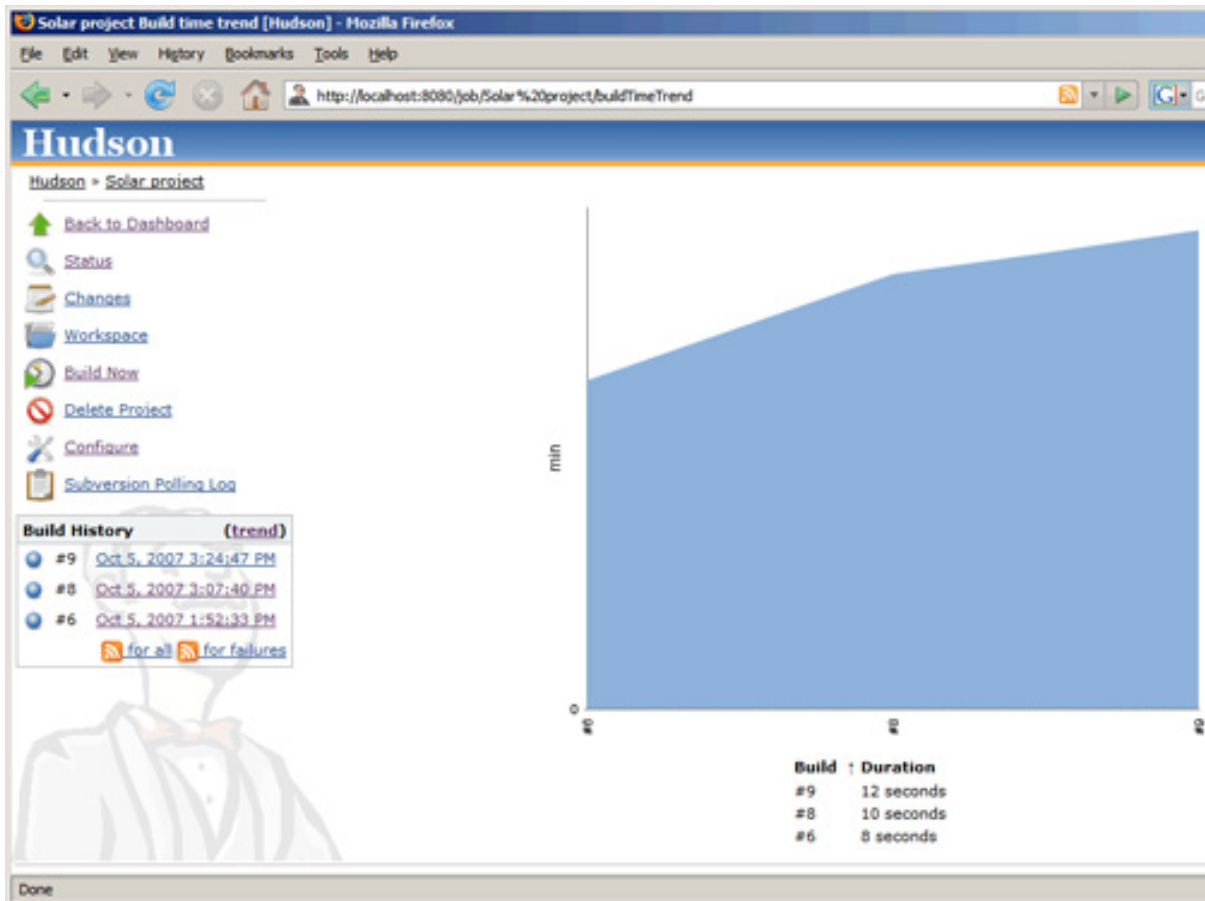 Solar project Build time trend [Hudson] - Mozilla Firefox
File Edit View History Bookmarks Tools Help
http://localhost:8080/job/Solar%20project/buildTimeTrend
G
Hudson
Hudson » Solar project
Back to Dashboard
Status
Changes
Workspace
Build Now
Delete Project
Configure
Subversion Polling Log
Build History (trend)
#9 Oct 5, 2007 3:24:47 PM
#8 Oct 5, 2007 3:07:40 PM
#6 Oct 5, 2007 1:52:33 PM
for all for failures
min
0
#6 #8 #9
Build ↑ Duration
#9 12 seconds
#8 10 seconds
#6 8 seconds
Done